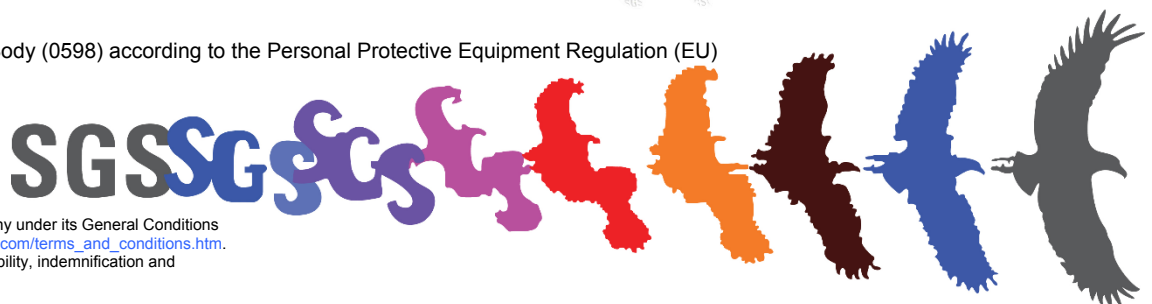 ody (0598) according to the Personal Protective Equipment Regulation (EU)
SGSSGSSGSSGS
ny under its General Conditions
com/terms_and_conditions.htm.
bility, indemnification and